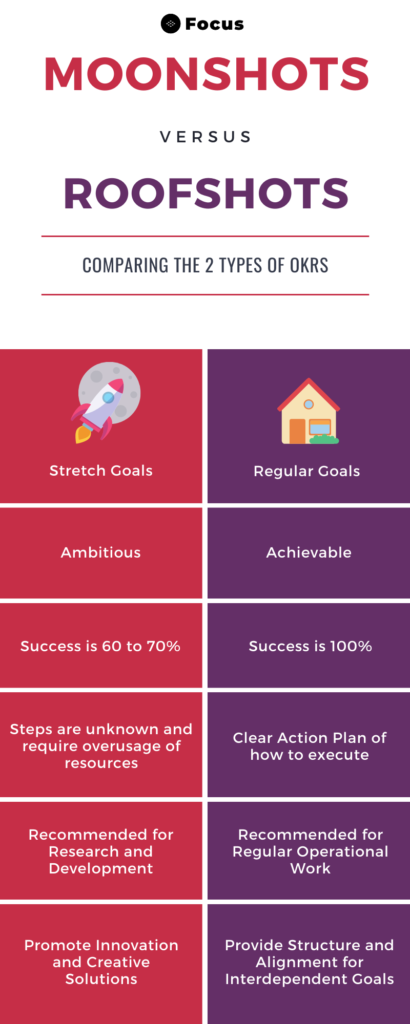 Focus
MOONSHOTS
VERSUS
ROOFSHOTS
COMPARING THE 2 TYPES OF OKRS
Stretch Goals
Regular Goals
Ambitious
Achievable
Success is 60 to 70%
Success is 100%
Steps are unknown and
require overusage of
resources
Clear Action Plan of
how to execute
Recommended for
Research and
Development
Recommended for
Regular Operational
Work
Promote Innovation
and Creative
Solutions
Provide Structure and
Alignment for
Interdependent Goals